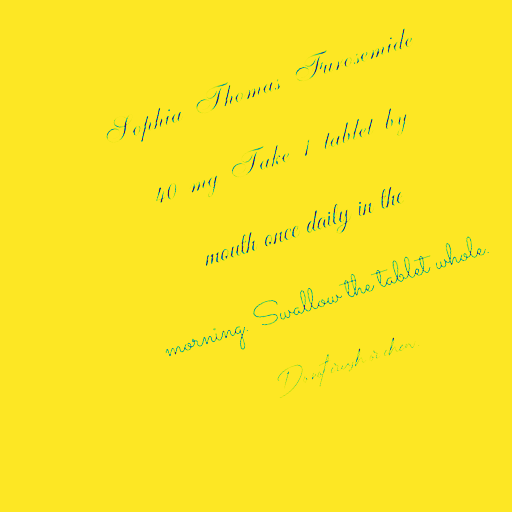 Sophia Thomas Furosemide
40 mg Take 1 tablet by
mouth once daily in the
morning. Swallow the tablet whole.